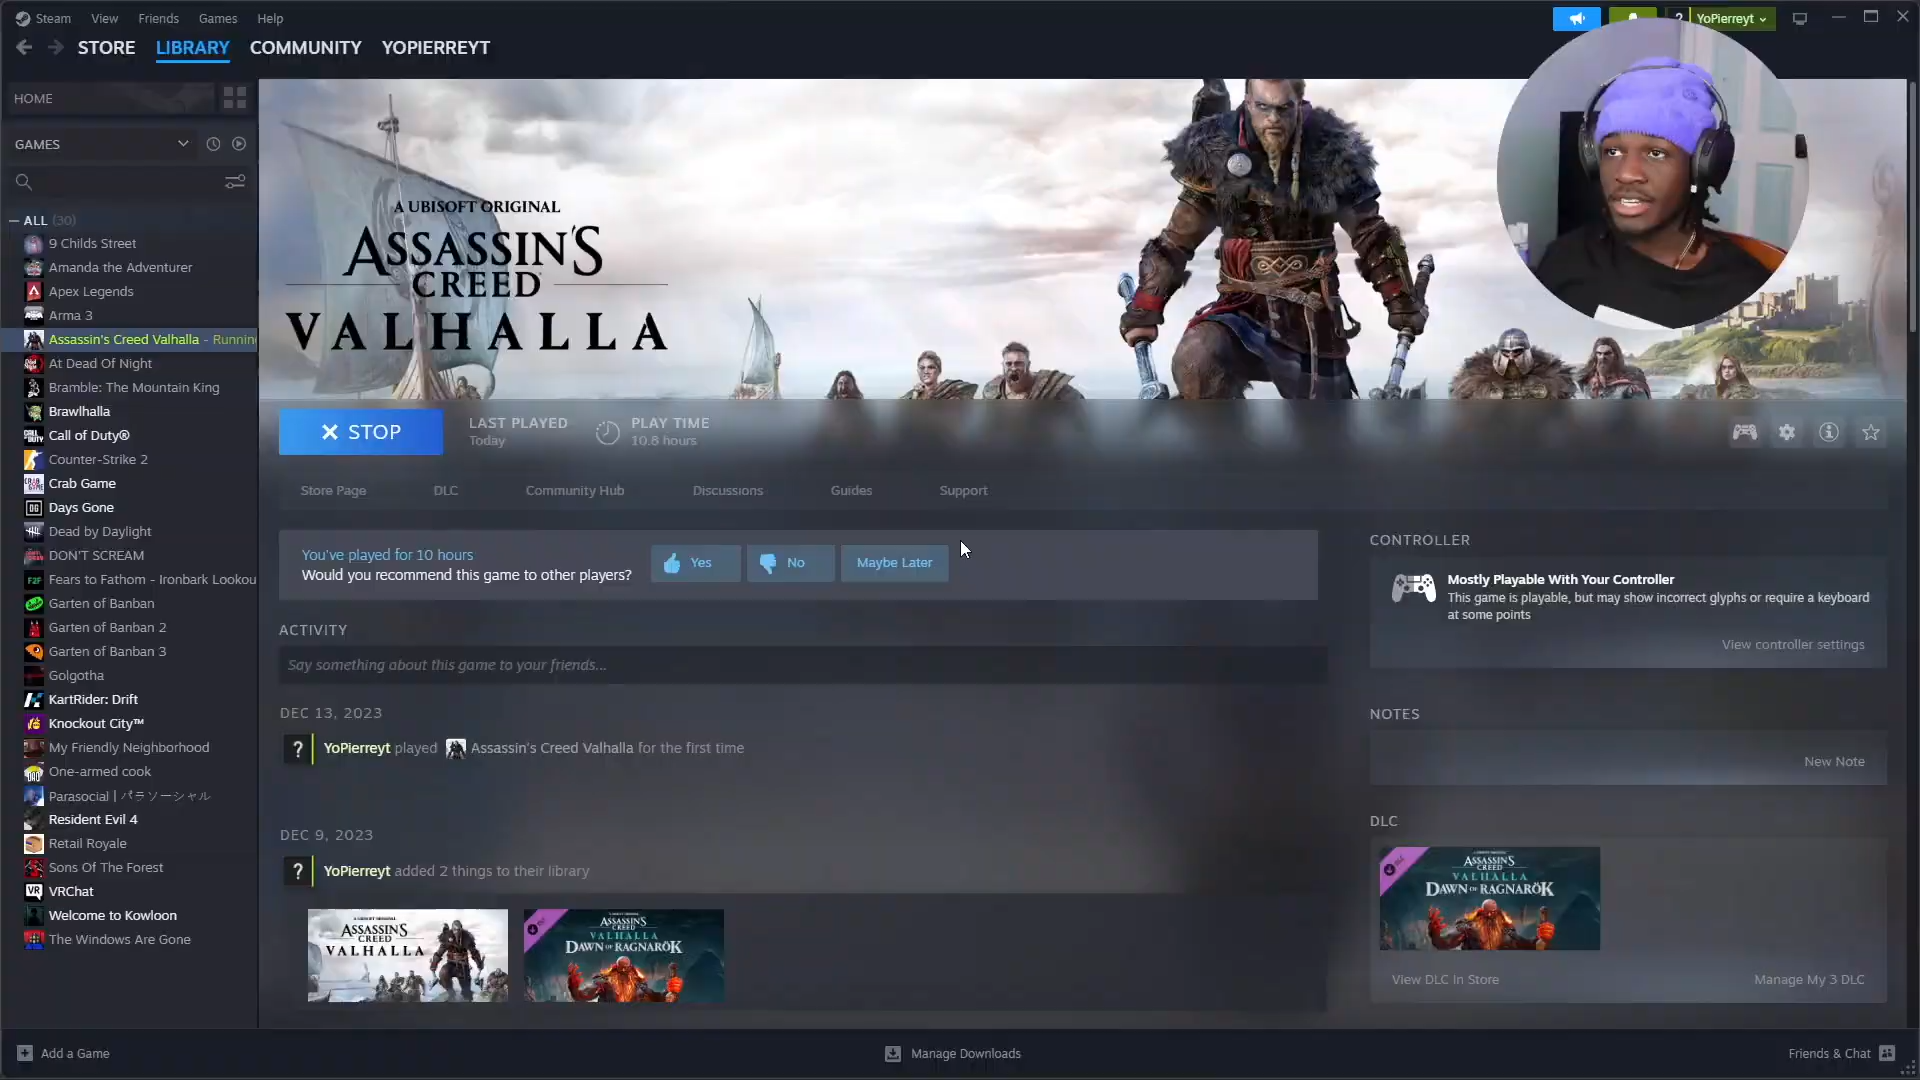 Steam View Friends Games Help
YoPierreyt
STORE LIBRARY COMMUNITY YOPIERREYT
HOME
GAMES
ALL (30)
9 Childs Street
Amanda the Adventurer
Apex Legends
Arma 3
Assassin's Creed Valhalla - Running
At Dead Of Night
Bramble: The Mountain King
Brawlhalla
Call of Duty®
Counter-Strike 2
Crab Game
Days Gone
Dead by Daylight
DON'T SCREAM
Fears to Fathom - Ironbark Lookou
Garten of Banban
Garten of Banban 2
Garten of Banban 3
Golgotha
KartRider: Drift
Knockout City™
My Friendly Neighborhood
One-armed cook
Parasocial | パラソーシャル
Resident Evil 4
Retail Royale
Sons Of The Forest
VRChat
Welcome to Kowloon
The Windows Are Gone
A UBISOFT ORIGINAL
ASSASSIN'S
CREED
VALHALLA
STOP
LAST PLAYED
Today
PLAY TIME
10.8 hours
Store Page DLC Community Hub Discussions Guides Support
You've played for 10 hours
Would you recommend this game to other players?
Yes No Maybe Later
ACTIVITY
Say something about this game to your friends...
DEC 13, 2023
? YoPierreyt played Assassin's Creed Valhalla for the first time
DEC 9, 2023
? YoPierreyt added 2 things to their library
ASSASSIN'S
CREED
VALHALLA
ASSASSIN'S
CREED
VALHALLA
DAWN OF RAGNARÖK
CONTROLLER
Mostly Playable With Your Controller
This game is playable, but may show incorrect glyphs or require a keyboard
at some points
View controller settings
NOTES
New Note
DLC
ASSASSIN'S
CREED
VALHALLA
DAWN OF RAGNARÖK
View DLC in Store Manage My 3 DLC
Add a Game Manage Downloads Friends & Chat